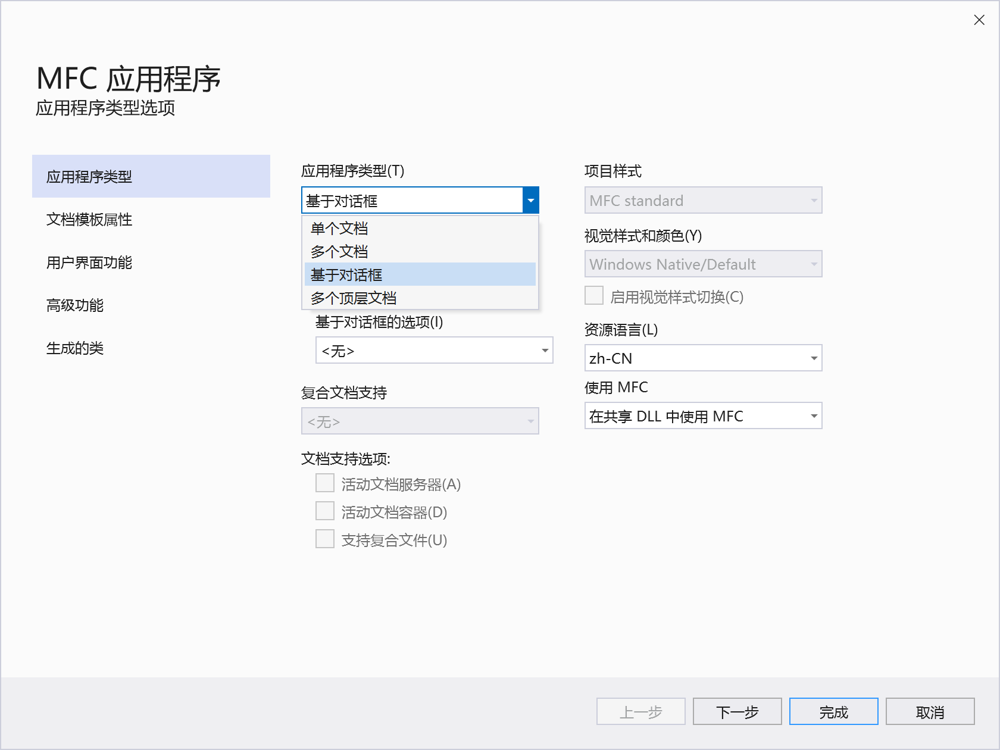 MFC 应用程序
应用程序类型选项
应用程序类型
文档模板属性
用户界面功能
高级功能
生成的类
应用程序类型(T)
基于对话框
单个文档
多个文档
基于对话框
多个顶层文档
基于对话框的选项(I)
<无>
复合文档支持
<无>
文档支持选项:
活动文档服务器(A)
活动文档容器(D)
支持复合文件(U)
项目样式
MFC standard
视觉样式和颜色(Y)
Windows Native/Default
启用视觉样式切换(C)
资源语言(L)
zh-CN
使用 MFC
在共享 DLL 中使用 MFC
上一步
下一步
完成
取消